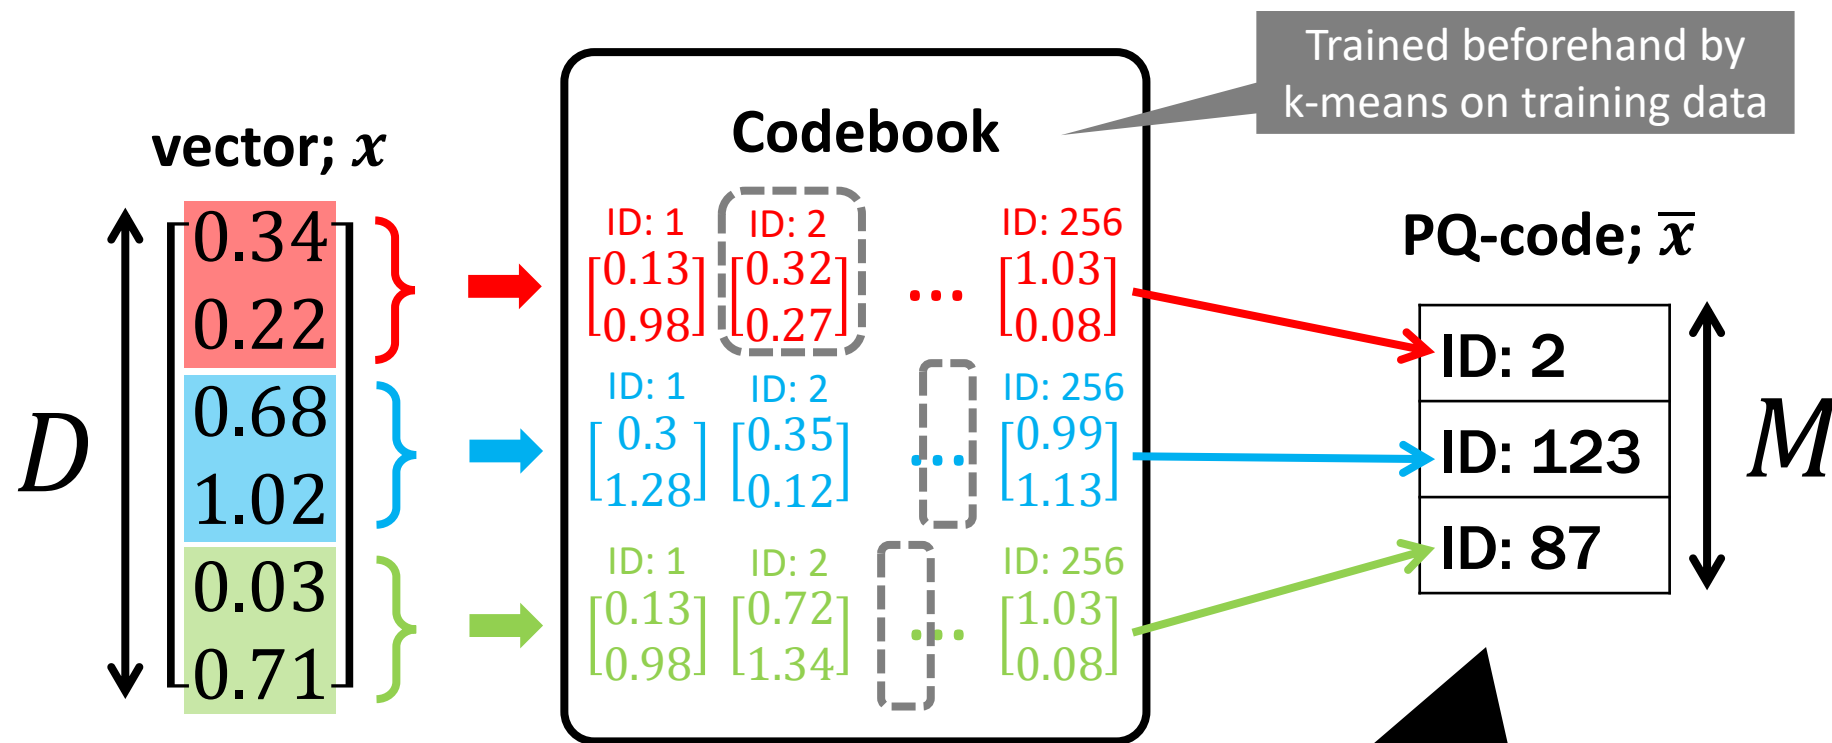 Trained beforehand by
k-means on training data
vector; x
Codebook
PQ-code; x̅
D
0.34
0.22
0.68
1.02
0.03
0.71
ID: 1 ID: 2 ID: 256
0.13 0.32 ... 1.03
0.98 0.27 0.08
ID: 1 ID: 2 ID: 256
0.3 0.35 ... 0.99
1.28 0.12 1.13
ID: 1 ID: 2 ID: 256
0.13 0.72 ... 1.03
0.98 1.34 0.08
ID: 2
ID: 123
ID: 87
M